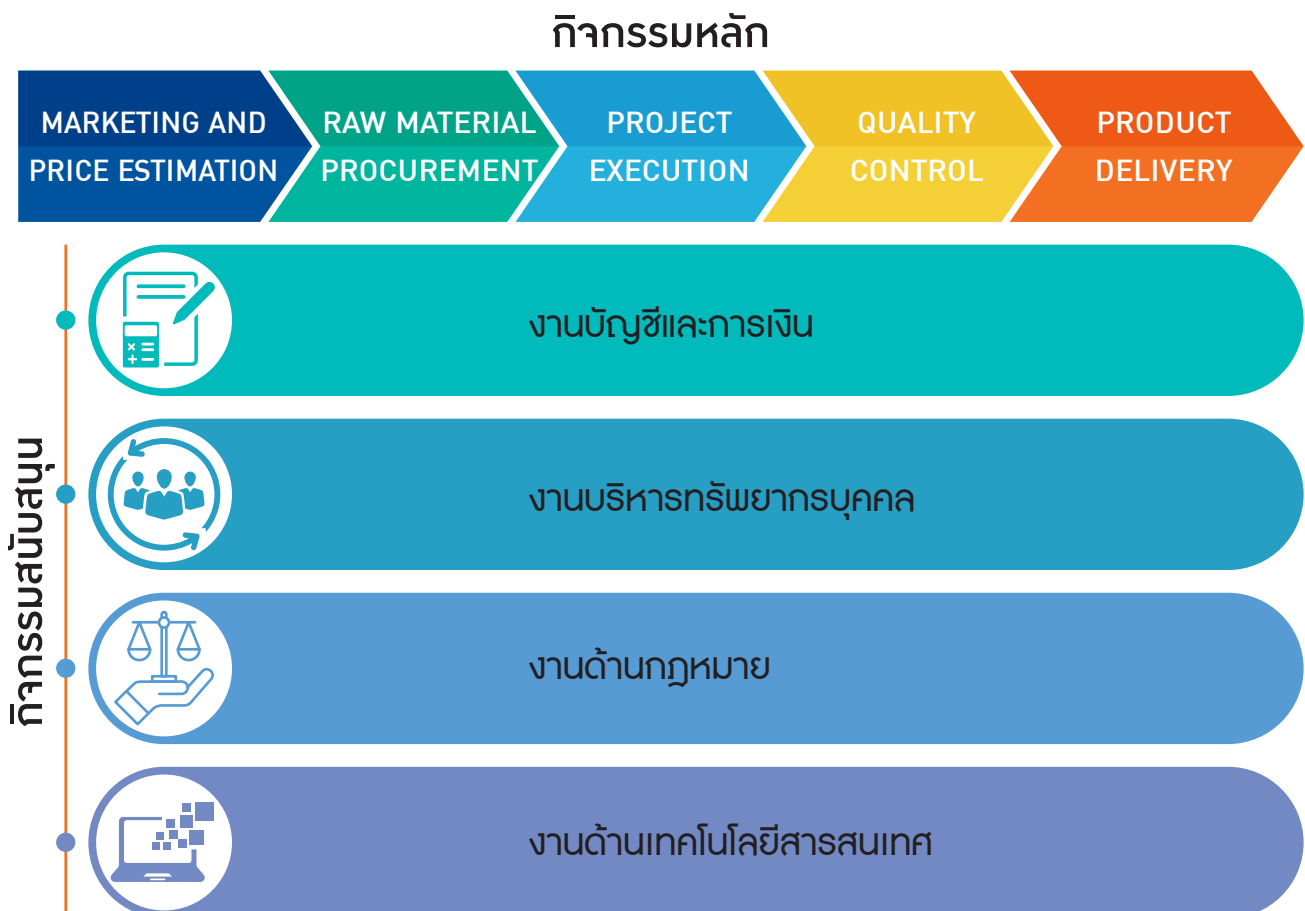 กิจกรรมหลัก
MARKETING AND
PRICE ESTIMATION
RAW MATERIAL
PROCUREMENT
PROJECT
EXECUTION
QUALITY
CONTROL
PRODUCT
DELIVERY
กิจกรรมสนับสนุน
งานบัญชีและการเงิน
งานบริหารทรัพยากรบุคคล
งานด้านกฎหมาย
งานด้านเทคโนโลยีสารสนเทศ